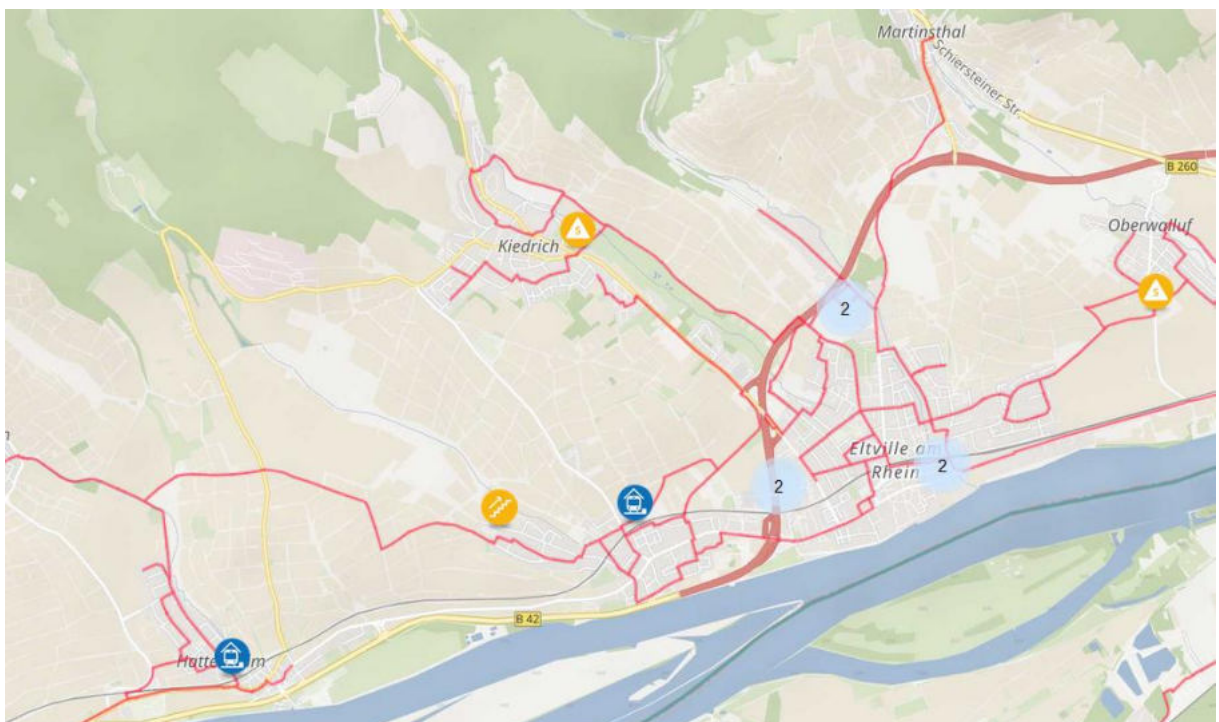 Martinsthal
Schiersteiner Str.
B 260
Oberwalluf
Kiedrich
S
S
2
n
Eltville am
Rhein
2
2
B 42